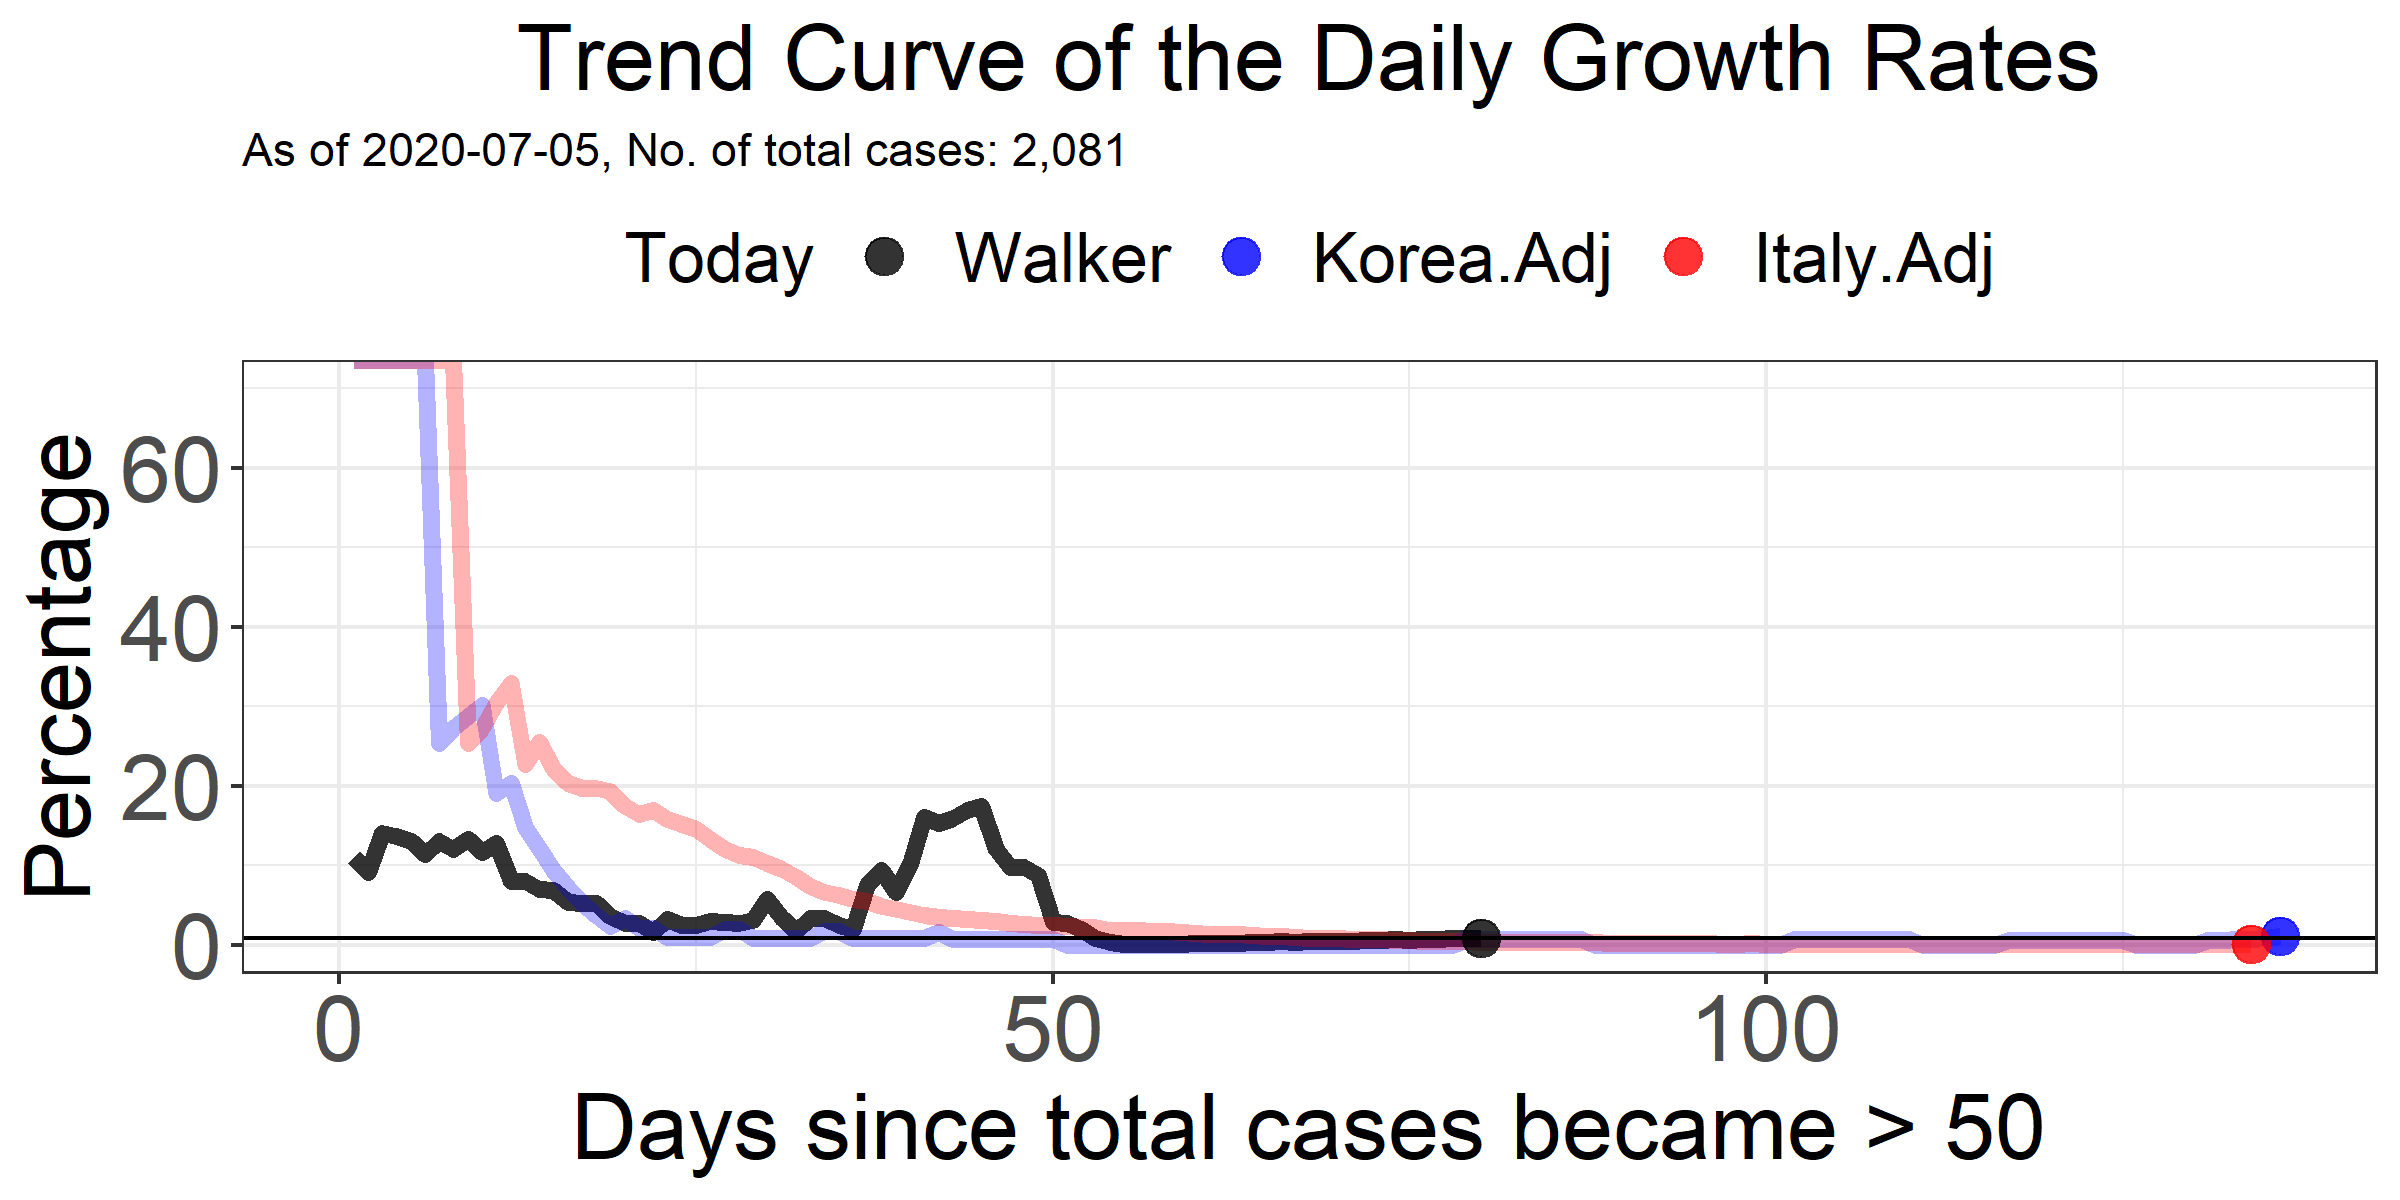 Trend Curve of the Daily Growth Rates
As of 2020-07-05, No. of total cases: 2,081
Today Walker Korea.Adj Italy.Adj
Percentage
60
40
20
0
0 50 100
Days since total cases became > 50